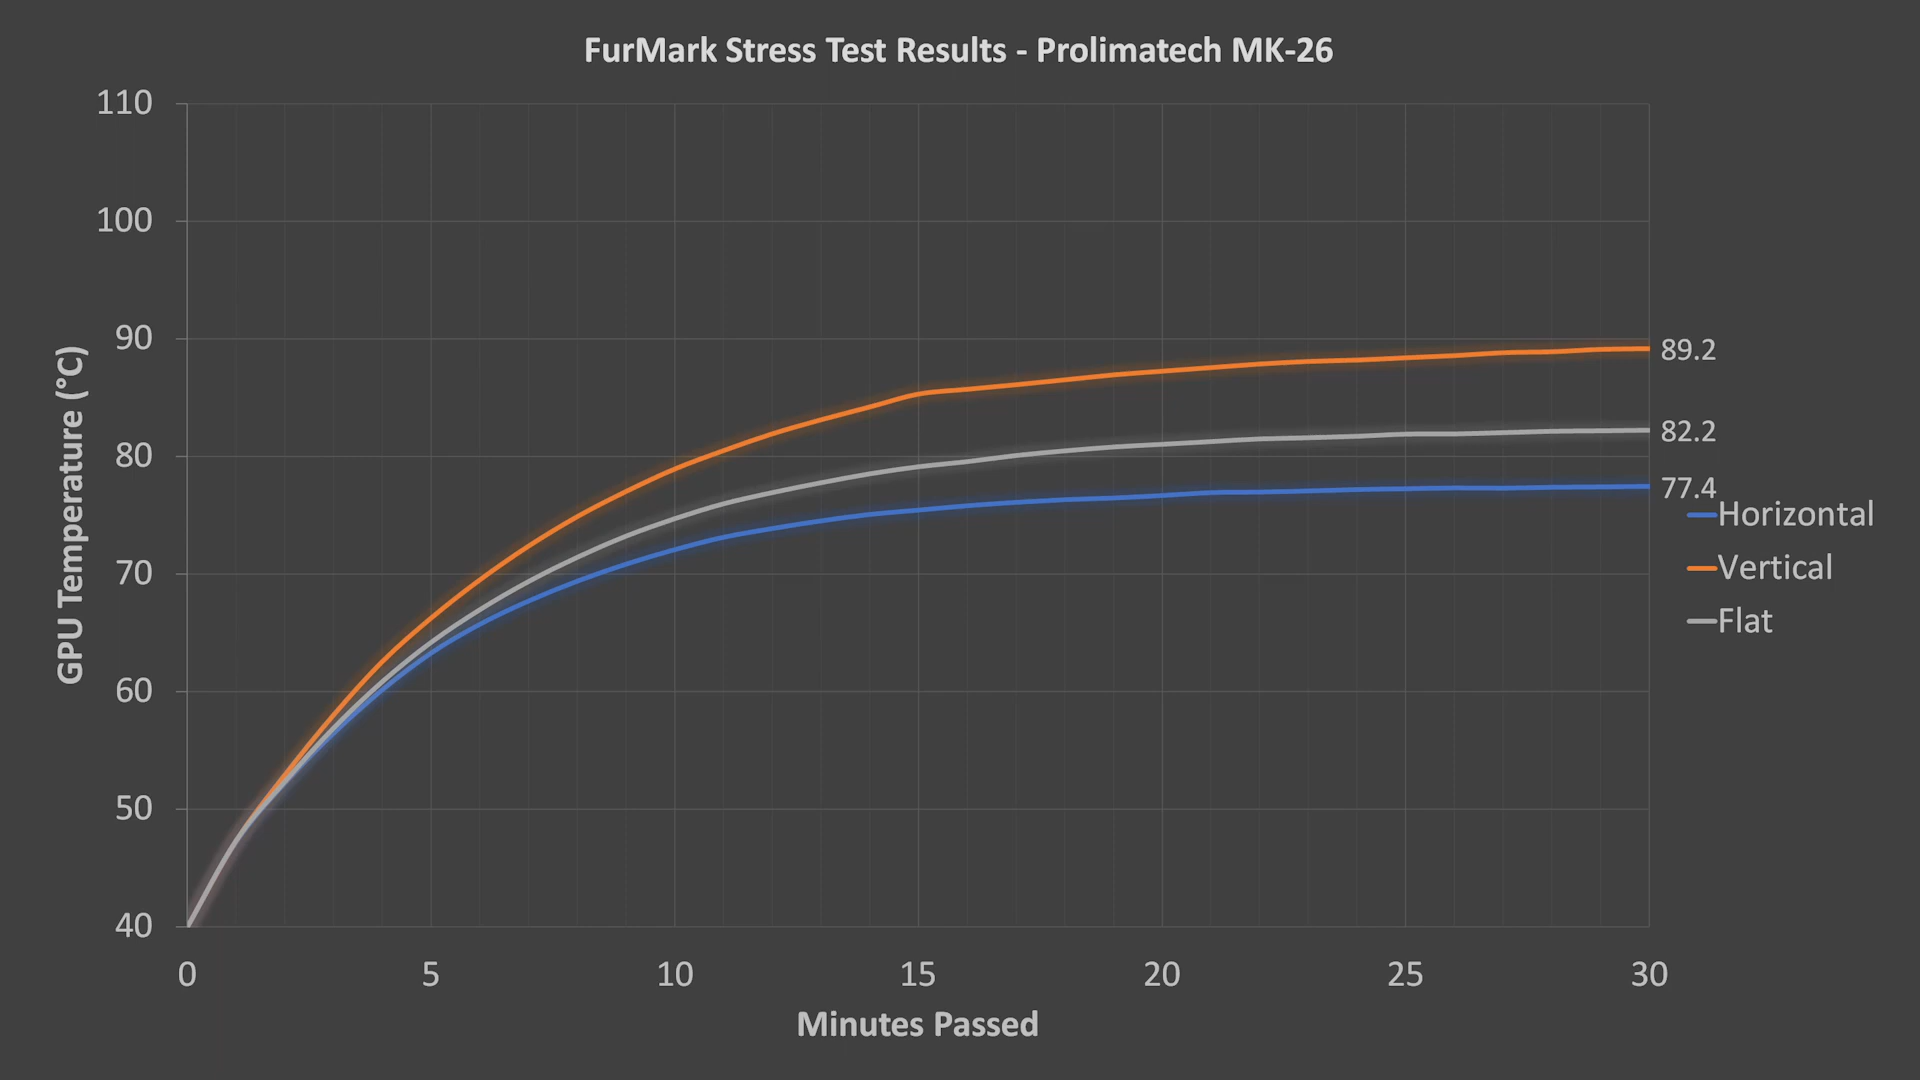 FurMark Stress Test Results - Prolimatech MK-26
110
100
90
80
70
60
50
40
GPU Temperature (°C)
0 5 10 15 20 25 30
Minutes Passed
89.2
82.2
77.4
Horizontal
Vertical
Flat